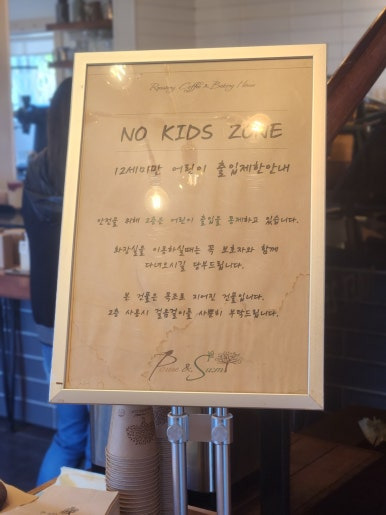 Roastery Coffee & Bakery House
NO KIDS ZONE
12세미만 어린이 출입제한안내
안전을 위해 2층은 어린이 출입을 통제하고 있습니다.
화장실을 이용하실때는 꼭 보호자와 함께
다녀오시길 당부드립니다.
본 건물은 목조로 지어진 건물입니다.
2층 사용시 걸음걸이를 사뿐히 부탁드립니다.
&